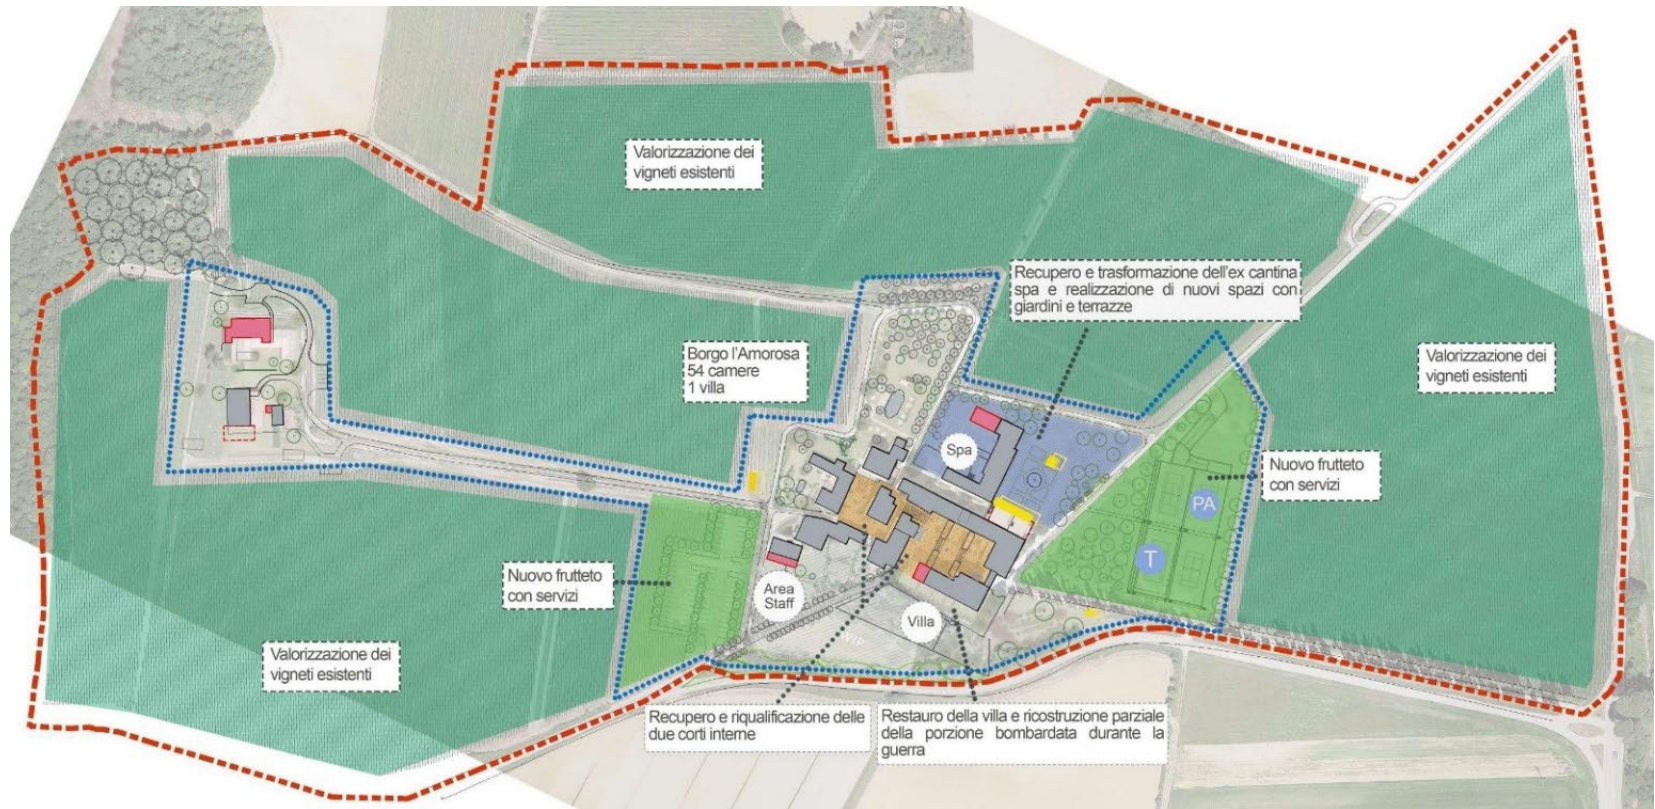 Valorizzazione dei
vigneti esistenti
Recupero e trasformazione dell'ex cantina
spa e realizzazione di nuovi spazi con
giardini e terrazze
Borgo l'Amorosa
54 camere
1 villa
Valorizzazione dei
vigneti esistenti
Spa
Nuovo frutteto
con servizi
PA
T
Nuovo frutteto
con servizi
Area
Staff
Villa
Valorizzazione dei
vigneti esistenti
Recupero e riqualificazione delle
due corti interne
Restauro della villa e ricostruzione parziale
della porzione bombardata durante la
guerra